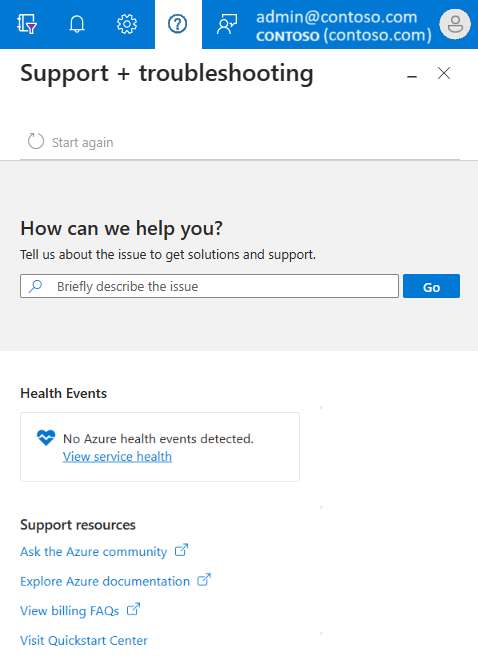 admin@contoso.com
CONTOSO (contoso.com)
Support + troubleshooting
Start again
How can we help you?
Tell us about the issue to get solutions and support.
Briefly describe the issue
Go
Health Events
No Azure health events detected.
View service health
Support resources
Ask the Azure community
Explore Azure documentation
View billing FAQs
Visit Quickstart Center